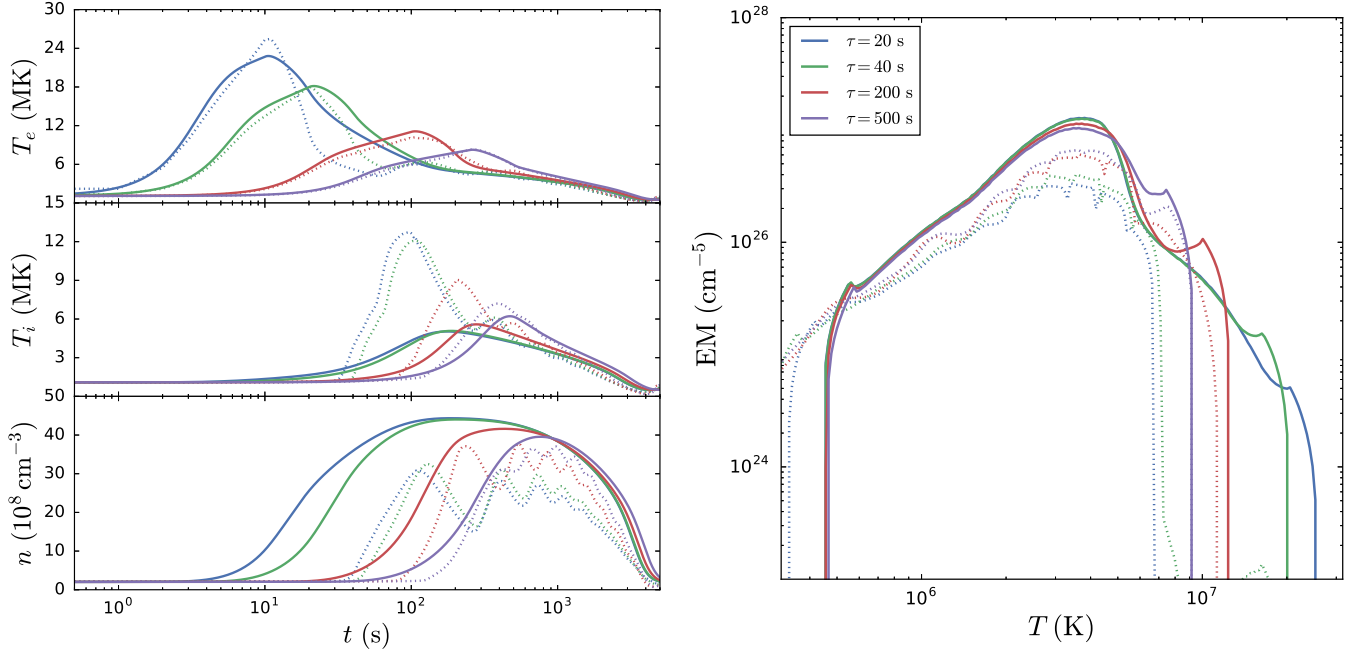 30
24
18
12
6
15
T_e (MK)
12
9
6
3
50
T_i (MK)
40
30
20
10
0
n (10^8 cm^−3)
10^0
10^1
10^2
10^3
t (s)
10^28
10^26
10^24
EM (cm^−5)
τ = 20 s
τ = 40 s
τ = 200 s
τ = 500 s
10^6
10^7
T (K)